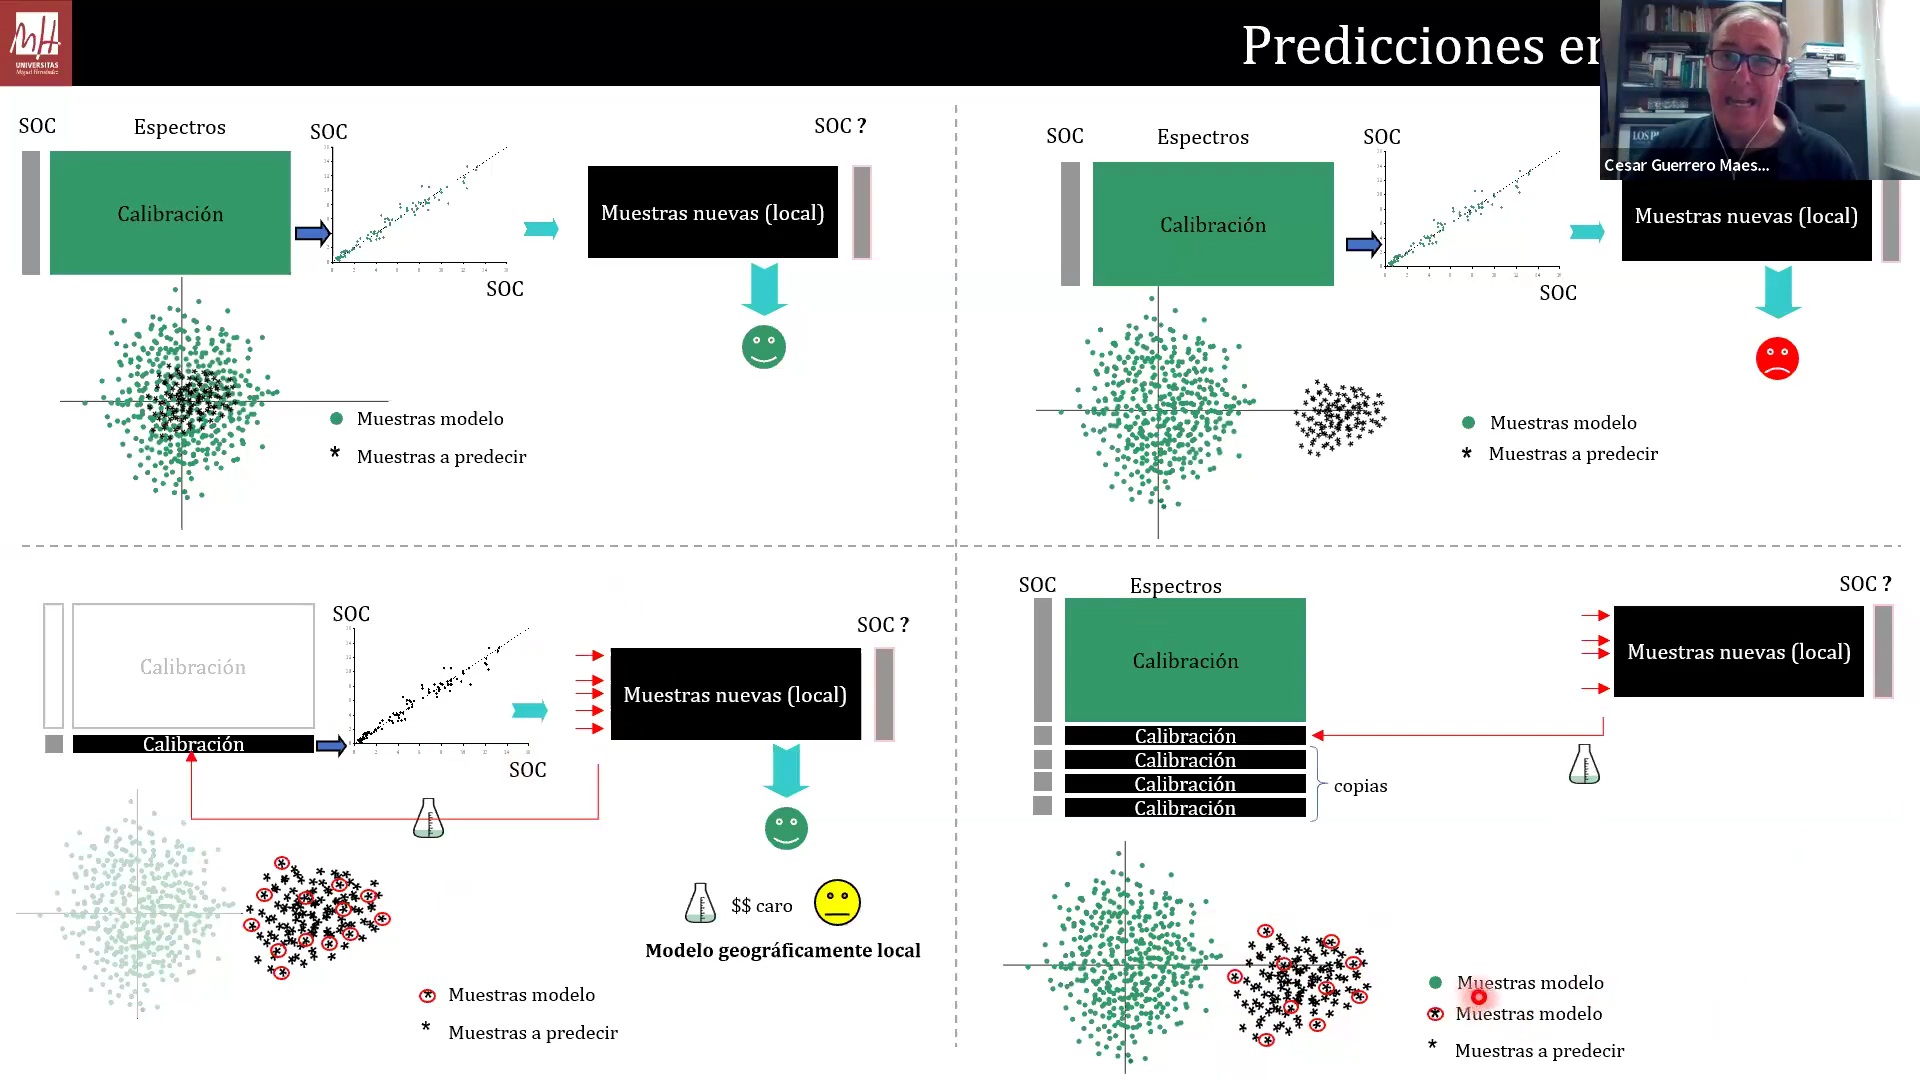 UNIVERSITAS
Miguel Hernández
Predicciones en
Cesar Guerrero Maes...
SOC
Espectros
SOC
SOC ?
Calibración
Muestras nuevas (local)
SOC
Muestras modelo
* Muestras a predecir
SOC
Espectros
SOC
Calibración
Muestras nuevas (local)
SOC
Muestras modelo
* Muestras a predecir
Calibración
SOC
SOC ?
Calibración
Muestras nuevas (local)
SOC
$$ caro
Modelo geográficamente local
* Muestras modelo
* Muestras a predecir
SOC
Espectros
SOC ?
Calibración
Muestras nuevas (local)
Calibración
Calibración
Calibración
Calibración
copias
Muestras modelo
* Muestras modelo
* Muestras a predecir